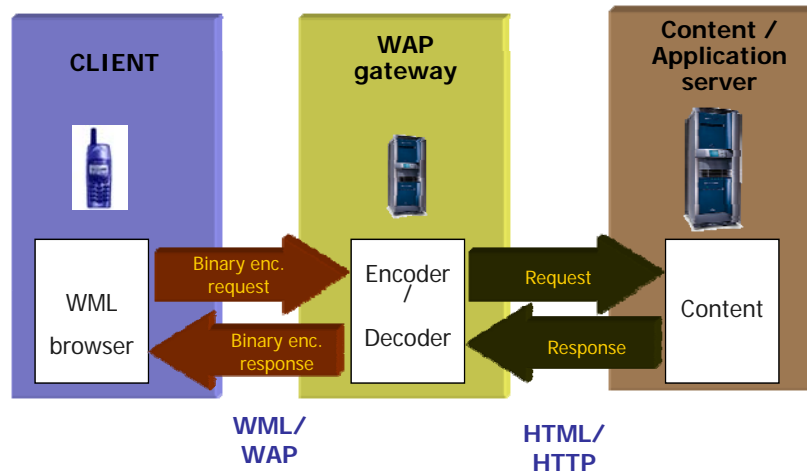 CLIENT
WAP
gateway
Content /
Application
server
Binary enc.
request
Request
WML
browser
Encoder
/
Decoder
Content
Binary enc.
response
Response
WML/
WAP
HTML/
HTTP